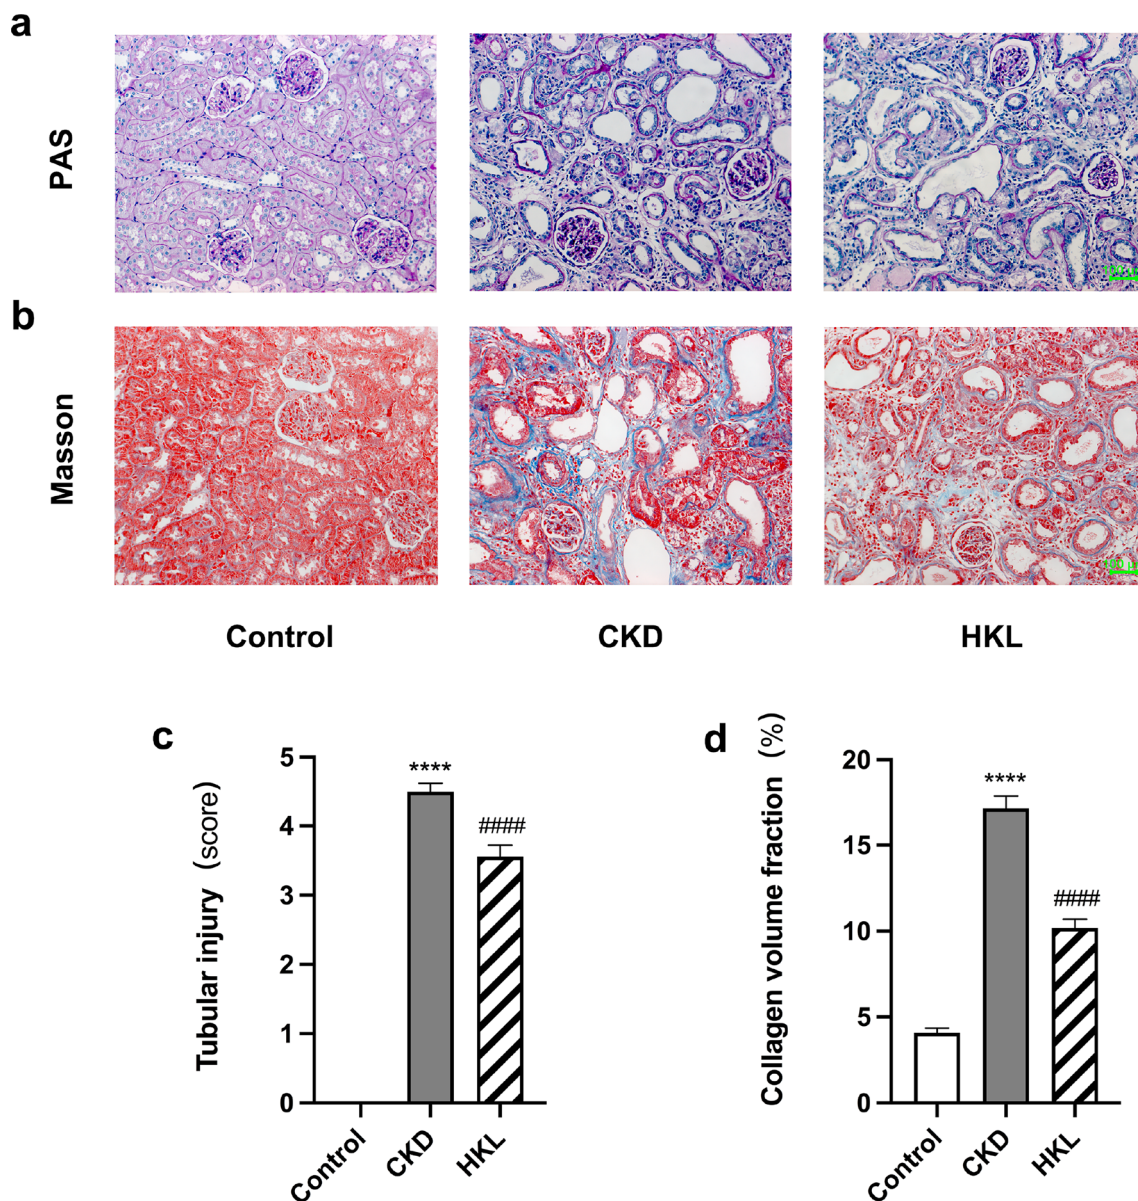 a
PAS
b
Masson
Control CKD HKL
c
Tubular injury (score)
5
4
3
2
1
0
****
####
Control
CKD
HKL
d
Collagen volume fraction (%)
20
15
10
5
0
****
####
Control
CKD
HKL